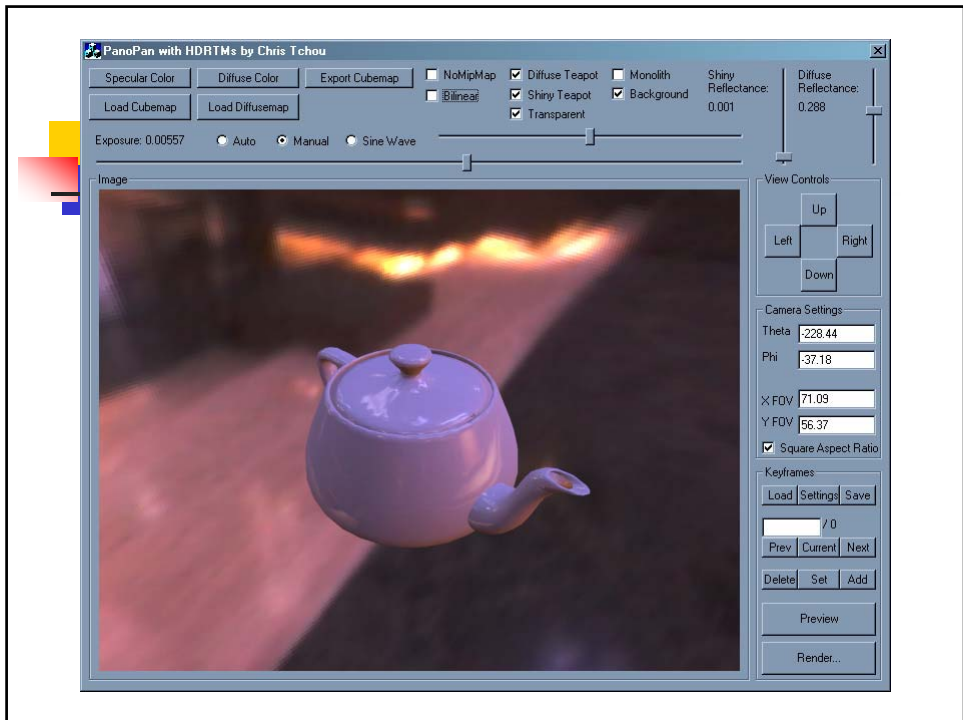 PanoPan with HDRTMs by Chris Tchou
Specular Color Diffuse Color Export Cubemap
Load Cubemap Load Diffusemap
NoMipMap Diffuse Teapot Monolith
Bilinear Shiny Teapot Background
Transparent
Shiny
Reflectance:
0.001
Diffuse
Reflectance:
0.288
Exposure: 0.00557 Auto Manual Sine Wave
Image
View Controls
Up
Left Right
Down
Camera Settings
Theta -228.44
Phi -37.18
X FOV 71.09
Y FOV 56.37
Square Aspect Ratio
Keyframes
Load Settings Save
/ 0
Prev Current Next
Delete Set Add
Preview
Render...